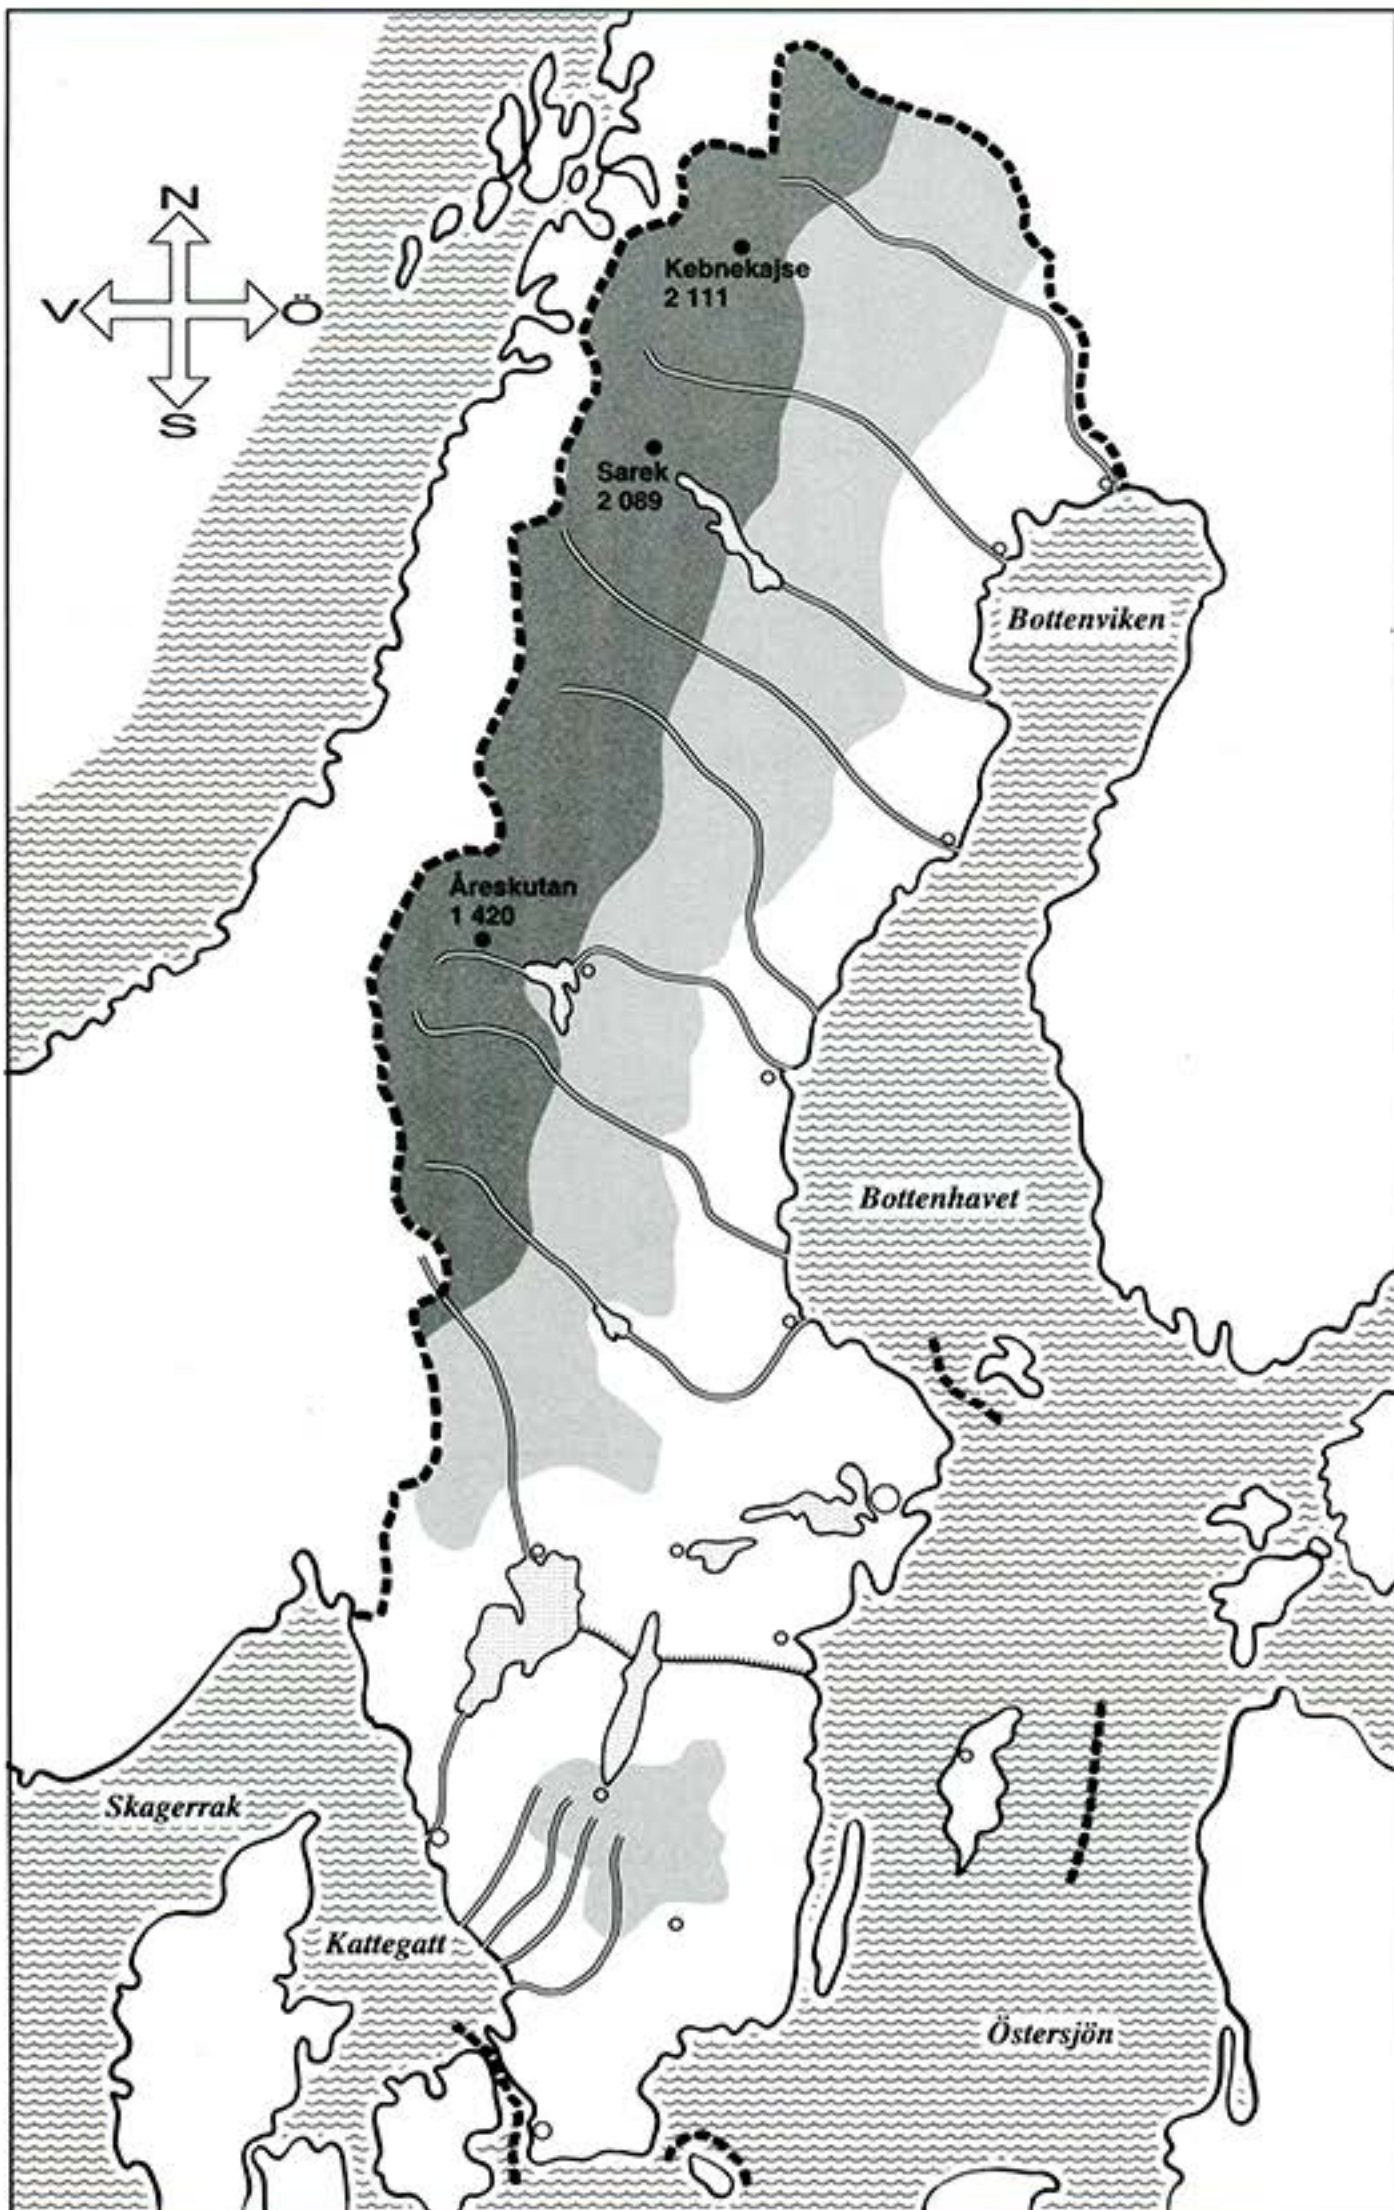 N
V
Ö
S
Kebnekajse
2 111
Sarek
2 089
Bottenviken
Åreskutan
1 420
Bottenhavet
Skagerrak
Kattegatt
Östersjön